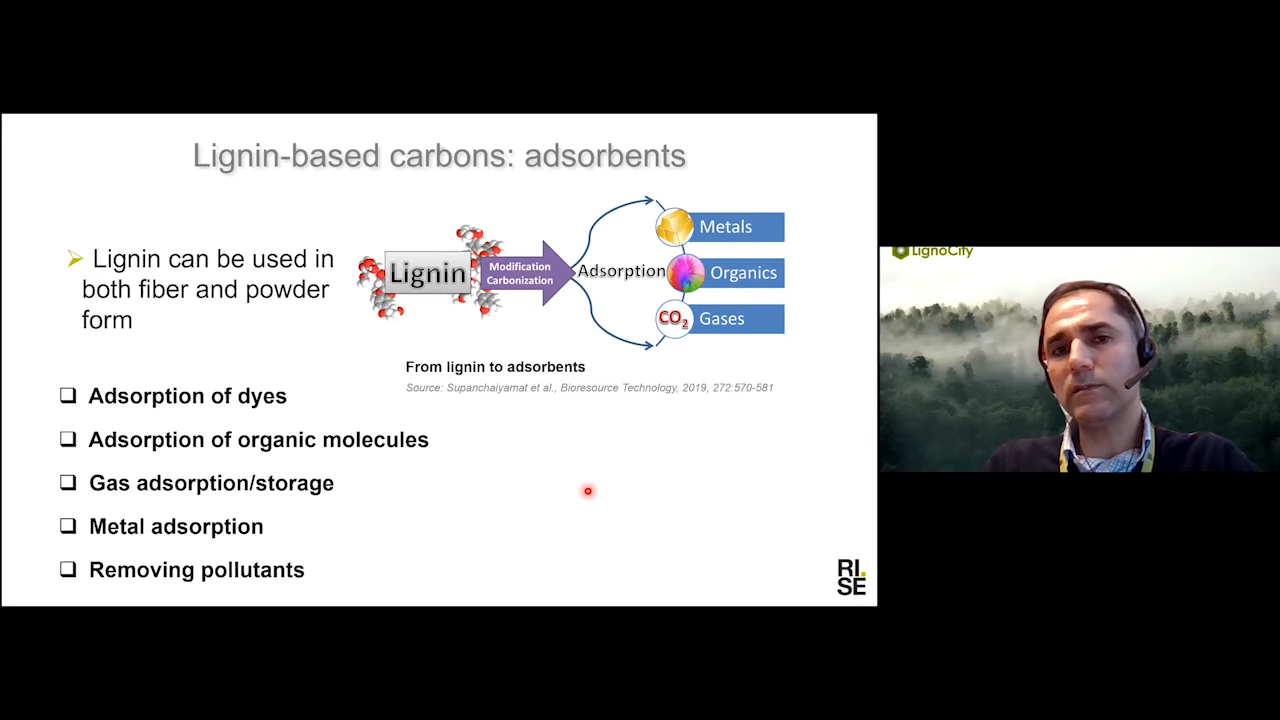 Lignin-based carbons: adsorbents
Lignin can be used in
both fiber and powder
form
Lignin
Modification
Carbonization
Adsorption
Metals
Organics
CO₂
Gases
From lignin to adsorbents
Source: Supanchaiyamat et al., Bioresource Technology, 2019, 272:570-581
Adsorption of dyes
Adsorption of organic molecules
Gas adsorption/storage
Metal adsorption
Removing pollutants
RI.
SE
LignoCity